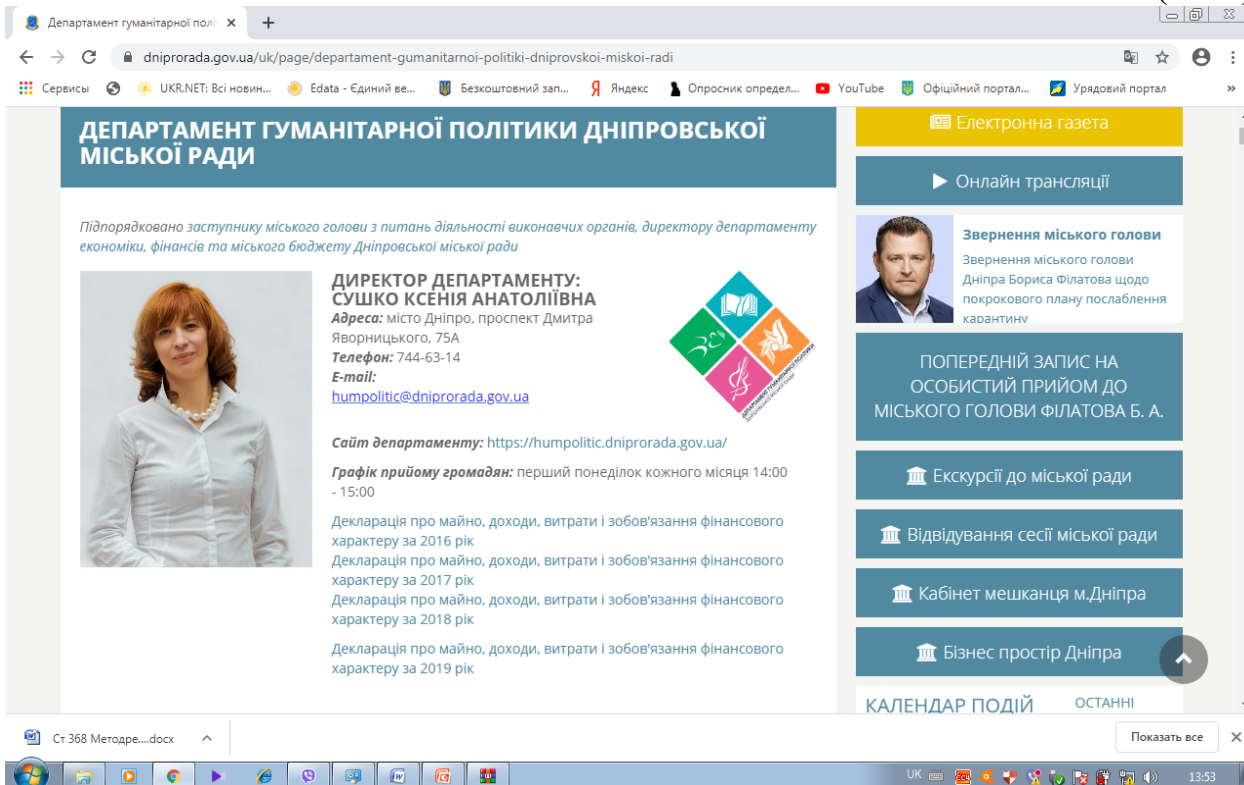 Департамент гуманітарної полі
dniprorada.gov.ua/uk/page/departament-gumanitarnoi-politiki-dniprovskoi-miskoi-radi
Сервисы
UKR.NET: Всі новин...
Edata - Єдиний ве...
Безкоштовний зап...
Яндекс
Опросник определ...
YouTube
Офіційний портал...
Урядовий портал
»
ДЕПАРТАМЕНТ ГУМАНІТАРНОЇ ПОЛІТИКИ ДНІПРОВСЬКОЇ
МІСЬКОЇ РАДИ
Підпорядковано заступнику міського голови з питань діяльності виконавчих органів, директору департаменту
економіки, фінансів та міського бюджету Дніпровської міської ради
ДИРЕКТОР ДЕПАРТАМЕНТУ:
СУШКО КСЕНІЯ АНАТОЛІЇВНА
Адреса: місто Дніпро, проспект Дмитра
Яворницького, 75А
Телефон: 744-63-14
E-mail:
humpolitic@dniprorada.gov.ua
Сайт департаменту: https://humpolitic.dniprorada.gov.ua/
Графік прийому громадян: перший понеділок кожного місяця 14:00
- 15:00
Декларація про майно, доходи, витрати і зобов'язання фінансового
характеру за 2016 рік
Декларація про майно, доходи, витрати і зобов'язання фінансового
характеру за 2017 рік
Декларація про майно, доходи, витрати і зобов'язання фінансового
характеру за 2018 рік
Декларація про майно, доходи, витрати і зобов'язання фінансового
характеру за 2019 рік
Електронна газета
Онлайн трансляції
Звернення міського голови
Звернення міського голови
Дніпра Бориса Філатова щодо
покрокового плану послаблення
карантину
ПОПЕРЕДНІЙ ЗАПИС НА
ОСОБИСТИЙ ПРИЙОМ ДО
МІСЬКОГО ГОЛОВИ ФІЛАТОВА Б. А.
Екскурсії до міської ради
Відвідування сесії міської ради
Кабінет мешканця м.Дніпра
Бізнес простір Дніпра
КАЛЕНДАР ПОДІЙ
ОСТАННІ
Ст 368 Методре....docx
Показать все
UK
13:53